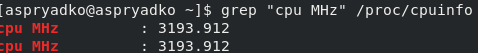 [aspryadko@aspryadko ~]$ grep "cpu MHz" /proc/cpuinfo
cpu MHz         : 3193.912
cpu MHz         : 3193.912